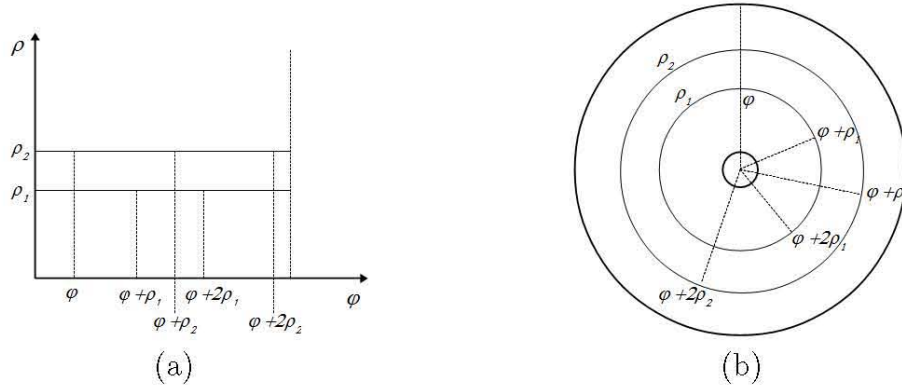 ρ
ρ₂
ρ₁
φ
φ+ρ₁
φ+2ρ₁
φ
φ+ρ₂
φ+2ρ₂
(a)
ρ₂
ρ₁
φ
φ+ρ₁
φ+ρ
φ+2ρ₁
φ+2ρ₂
(b)